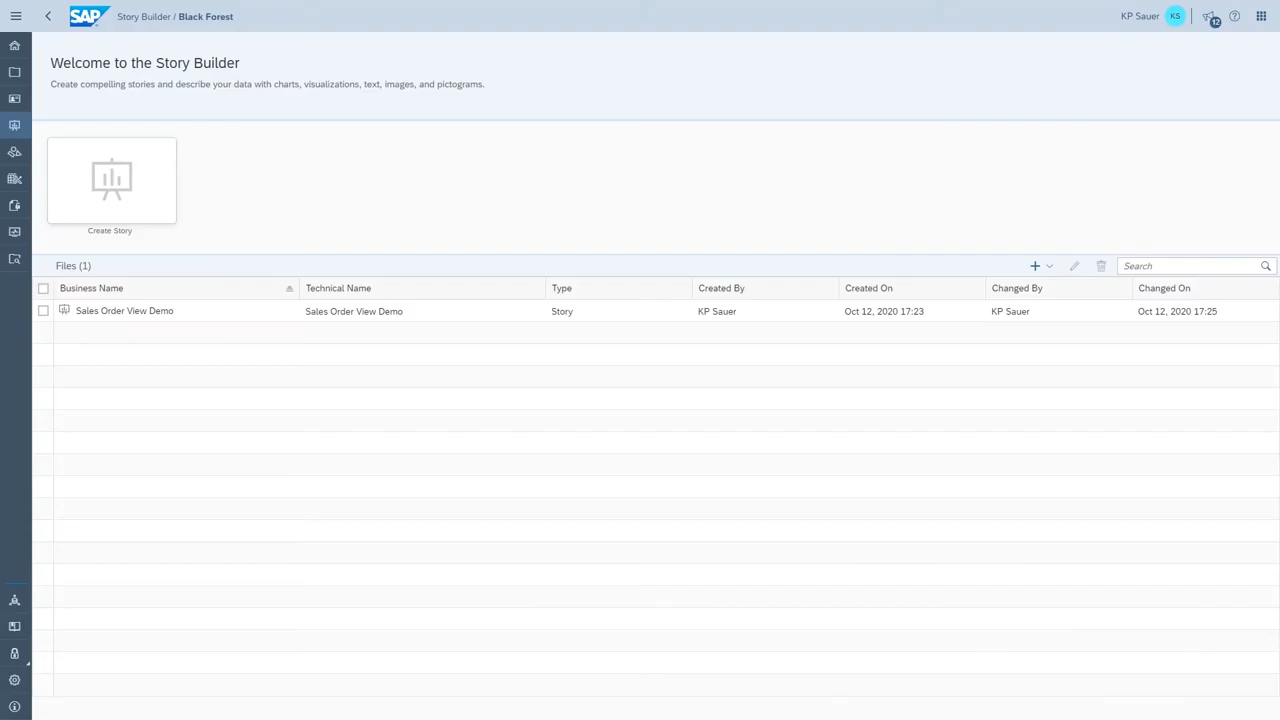 SAP Story Builder / Black Forest
KP Sauer KS 12
Welcome to the Story Builder
Create compelling stories and describe your data with charts, visualizations, text, images, and pictograms.
Create Story
Files (1) Search
Business Name Technical Name Type Created By Created On Changed By Changed On
Sales Order View Demo Sales Order View Demo Story KP Sauer Oct 12, 2020 17:23 KP Sauer Oct 12, 2020 17:25